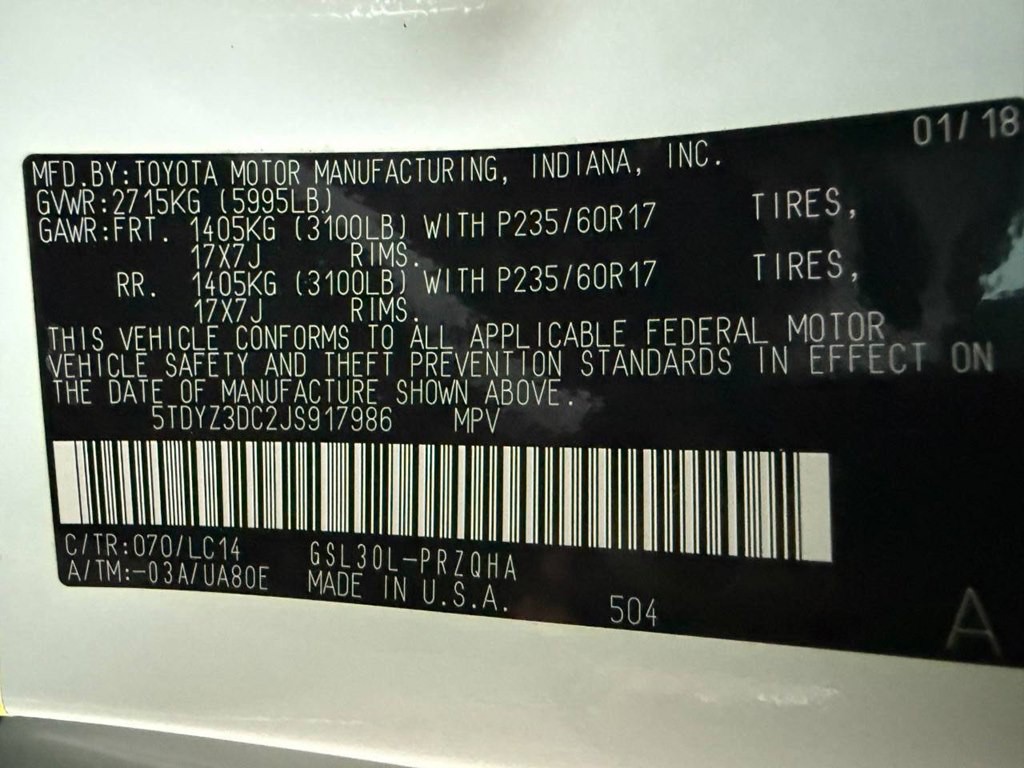 01/18
MFD.BY:TOYOTA MOTOR MANUFACTURING, INDIANA, INC.
GVWR:2715KG (5995LB)
GAWR:FRT. 1405KG (3100LB) WITH P235/60R17 TIRES,
17X7J RIMS.
RR. 1405KG (3100LB) WITH P235/60R17 TIRES,
17X7J RIMS.
THIS VEHICLE CONFORMS TO ALL APPLICABLE FEDERAL MOTOR
VEHICLE SAFETY AND THEFT PREVENTION STANDARDS IN EFFECT ON
THE DATE OF MANUFACTURE SHOWN ABOVE.
5TDYZ3DC2JS917986 MPV
C/TR:070/LC14 GSL30L-PRZQHA
A/TM:-03A/UA80E MADE IN U.S.A. 504
A